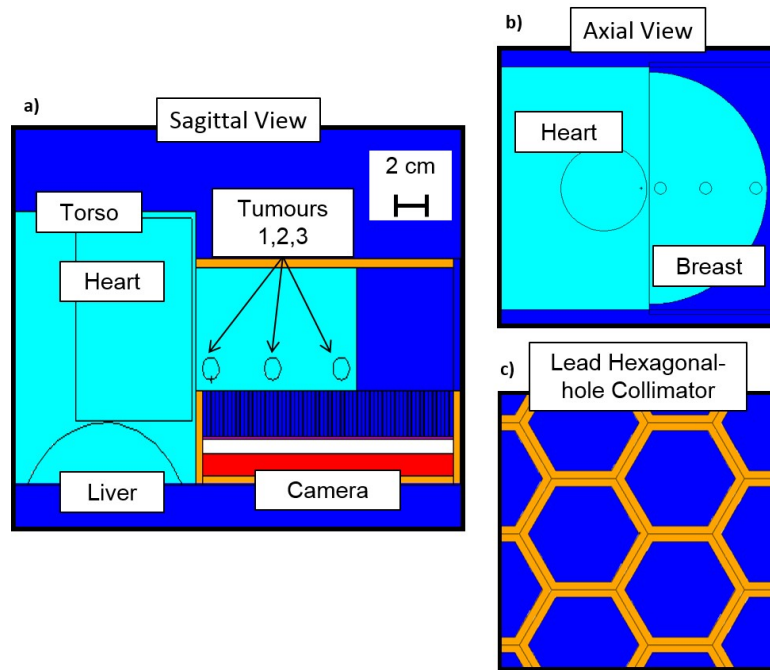 a)
Sagittal View
2 cm
Torso
Tumours
1,2,3
Heart
Liver
Camera
b)
Axial View
Heart
Breast
c)
Lead Hexagonal-
hole Collimator